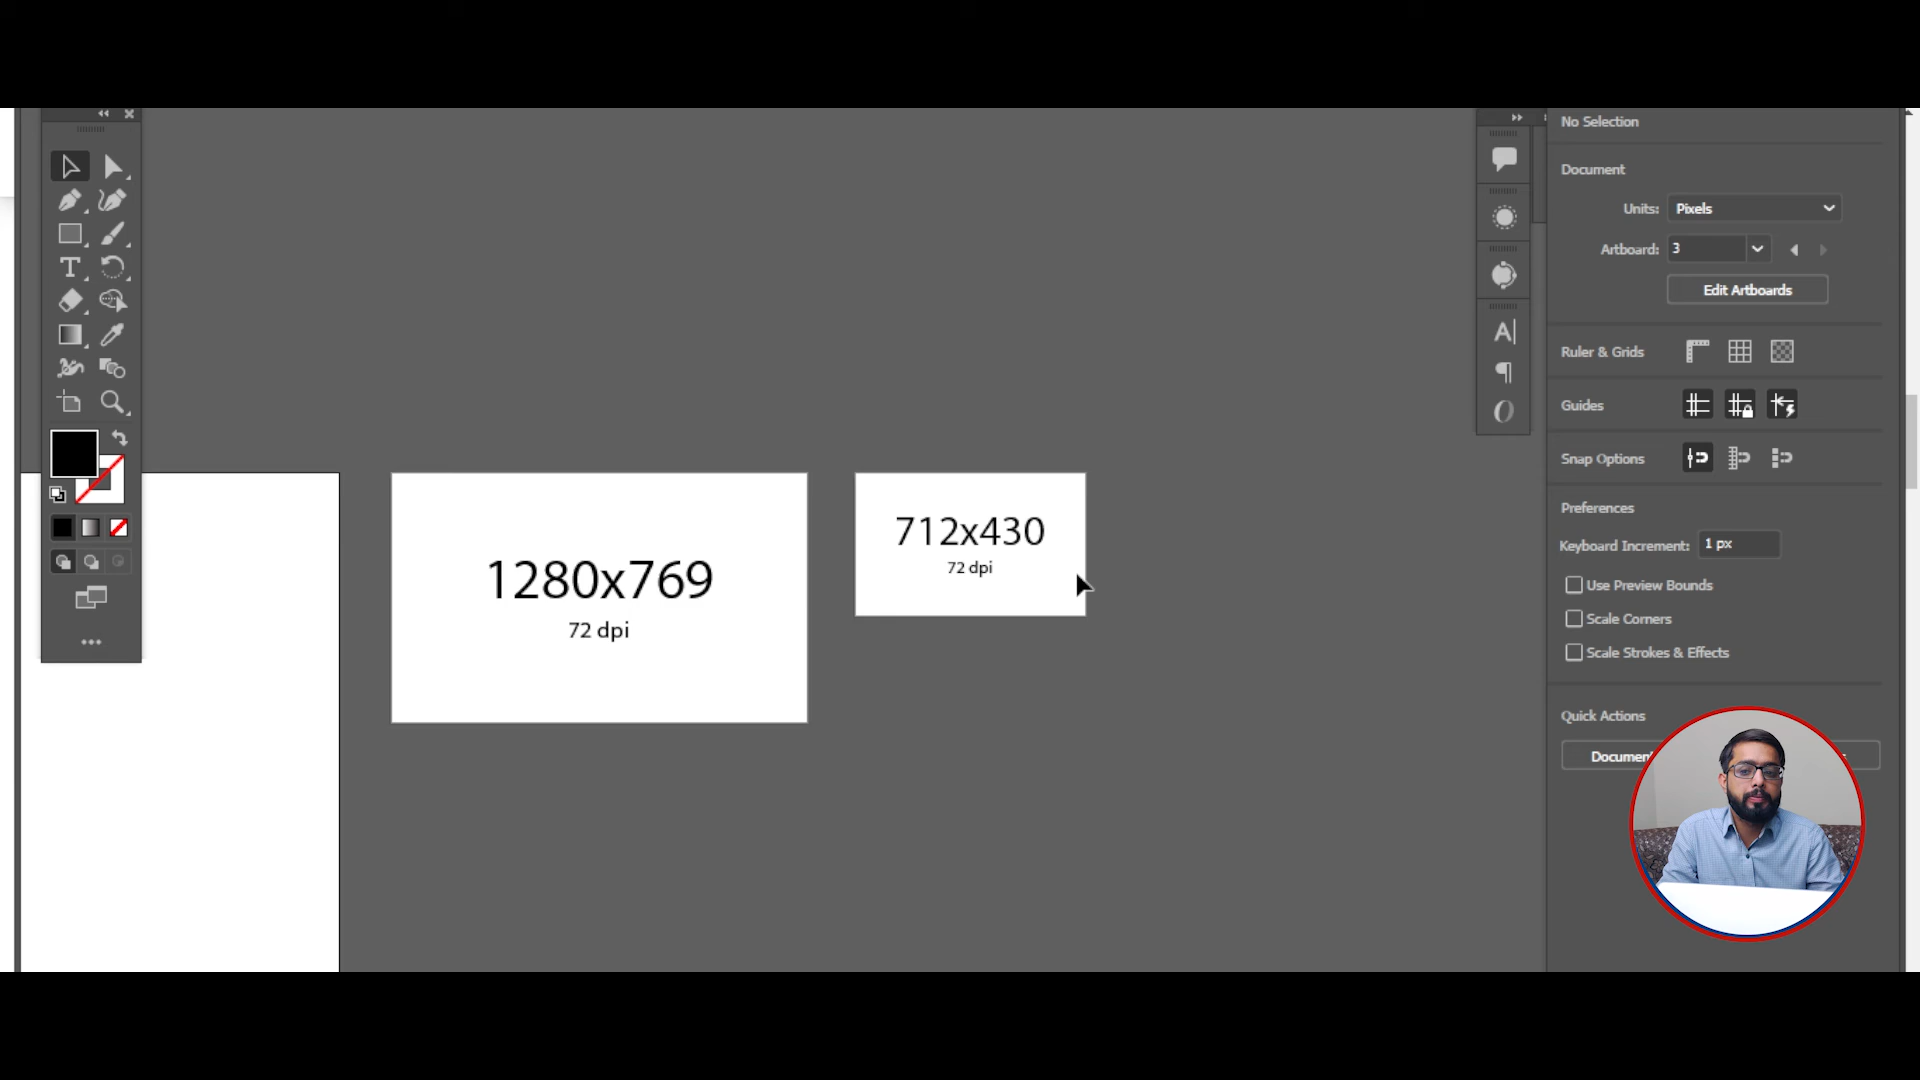 No Selection
Document
Units: Pixels
Artboard: 3
Edit Artboards
Ruler & Grids
Guides
Snap Options
Preferences
Keyboard Increment: 1 px
Use Preview Bounds
Scale Corners
Scale Strokes & Effects
Quick Actions
1280x769
72 dpi
712x430
72 dpi